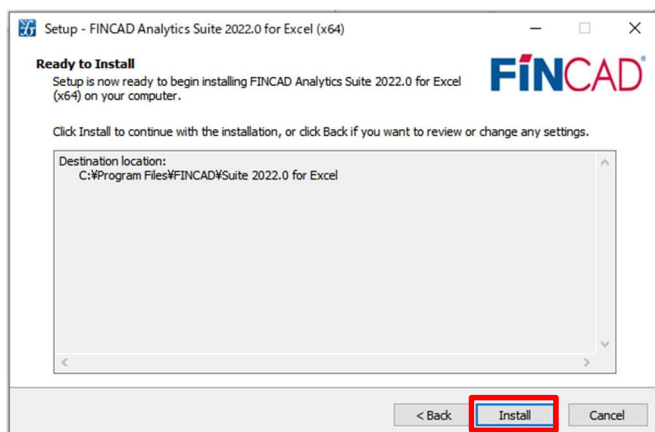 Setup - FINCAD Analytics Suite 2022.0 for Excel (x64)
Ready to Install
Setup is now ready to begin installing FINCAD Analytics Suite 2022.0 for Excel
(x64) on your computer.
FINCAD
Click Install to continue with the installation, or click Back if you want to review or change any settings.
Destination location:
C:¥Program Files¥FINCAD¥Suite 2022.0 for Excel
< Back
Install
Cancel